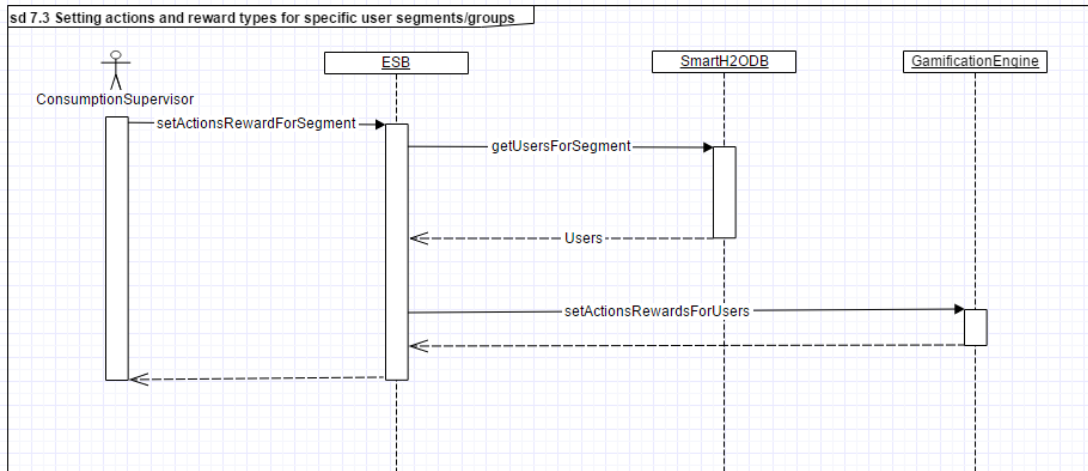 sd 7.3 Setting actions and reward types for specific user segments/groups
ESB
SmartH2ODB
GamificationEngine
ConsumptionSupervisor
setActionsRewardForSegment
getUsersForSegment
Users
setActionsRewardsForUsers